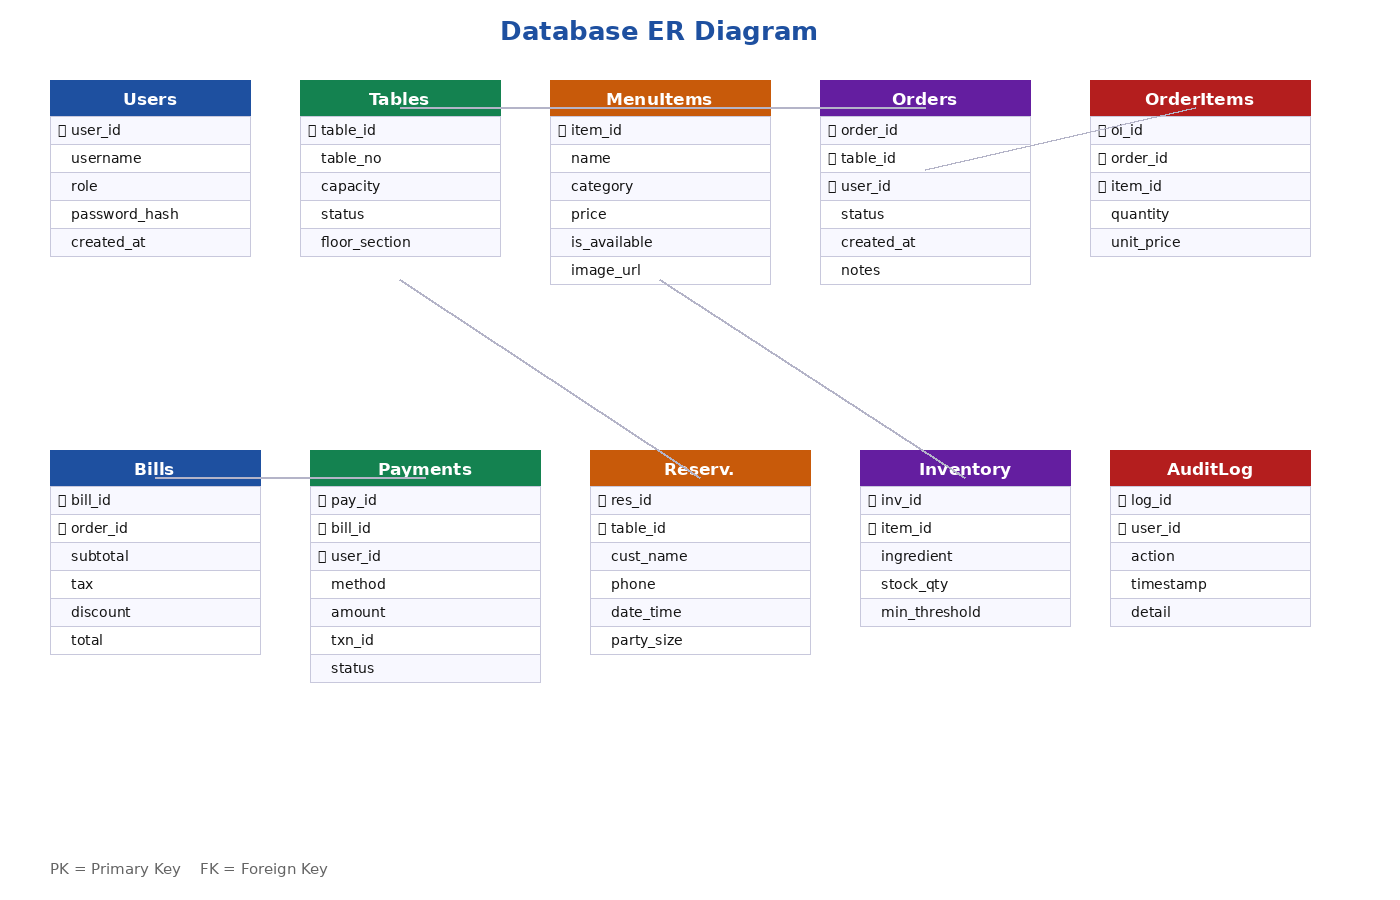 Database ER Diagram
Users
user_id
username
role
password_hash
created_at
Tables
table_id
table_no
capacity
status
floor_section
MenuItems
item_id
name
category
price
is_available
image_url
Orders
order_id
table_id
user_id
status
created_at
notes
OrderItems
oi_id
order_id
item_id
quantity
unit_price
Bills
bill_id
order_id
subtotal
tax
discount
total
Payments
pay_id
bill_id
user_id
method
amount
txn_id
status
Reserv.
res_id
table_id
cust_name
phone
date_time
party_size
Inventory
inv_id
item_id
ingredient
stock_qty
min_threshold
AuditLog
log_id
user_id
action
timestamp
detail
PK = Primary Key    FK = Foreign Key